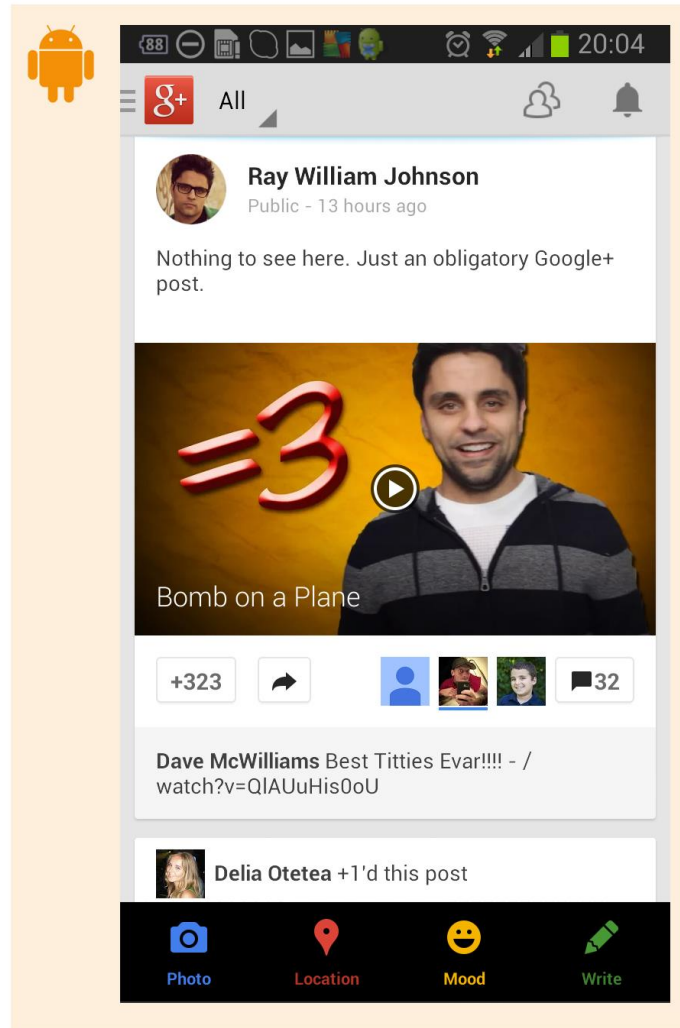 88
20:04
g+
All
Ray William Johnson
Public - 13 hours ago
Nothing to see here. Just an obligatory Google+
post.
=3
Bomb on a Plane
+323
32
Dave McWilliams Best Titties Evar!!!! - /
watch?v=QlAUuHis0oU
Delia Otetea +1'd this post
Photo
Location
Mood
Write